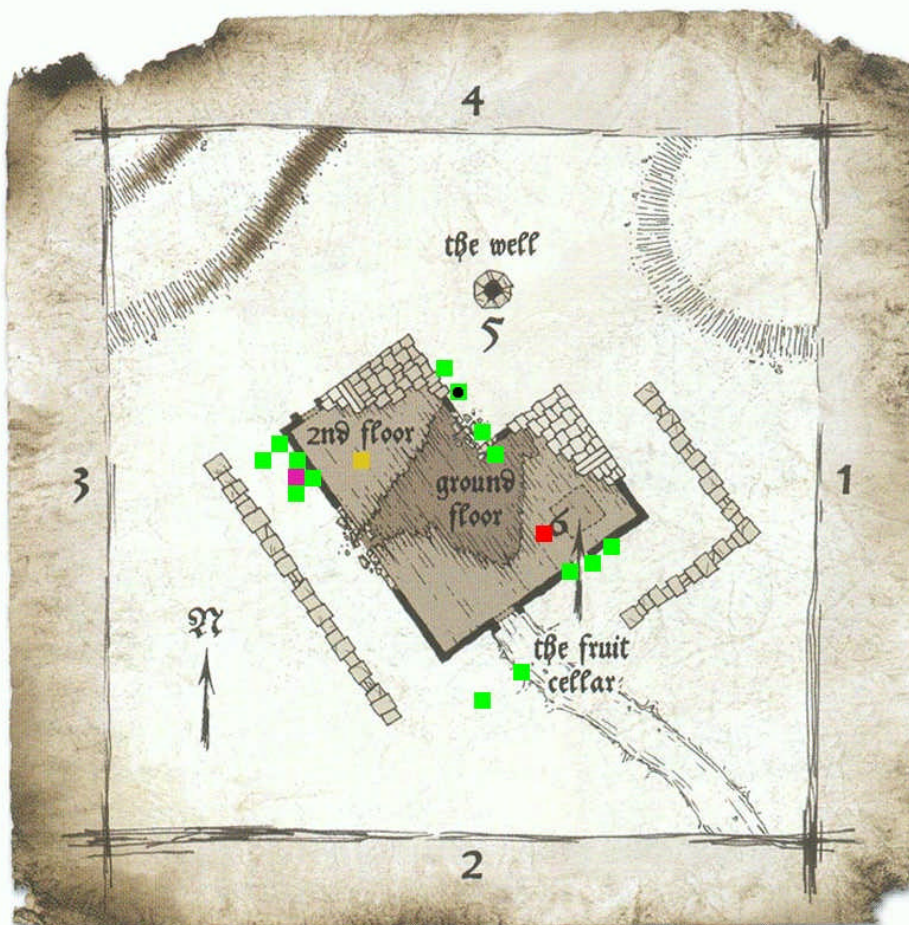 4
the well
5
2nd floor
3
ground
floor
1
6
N
the fruit
cellar
2